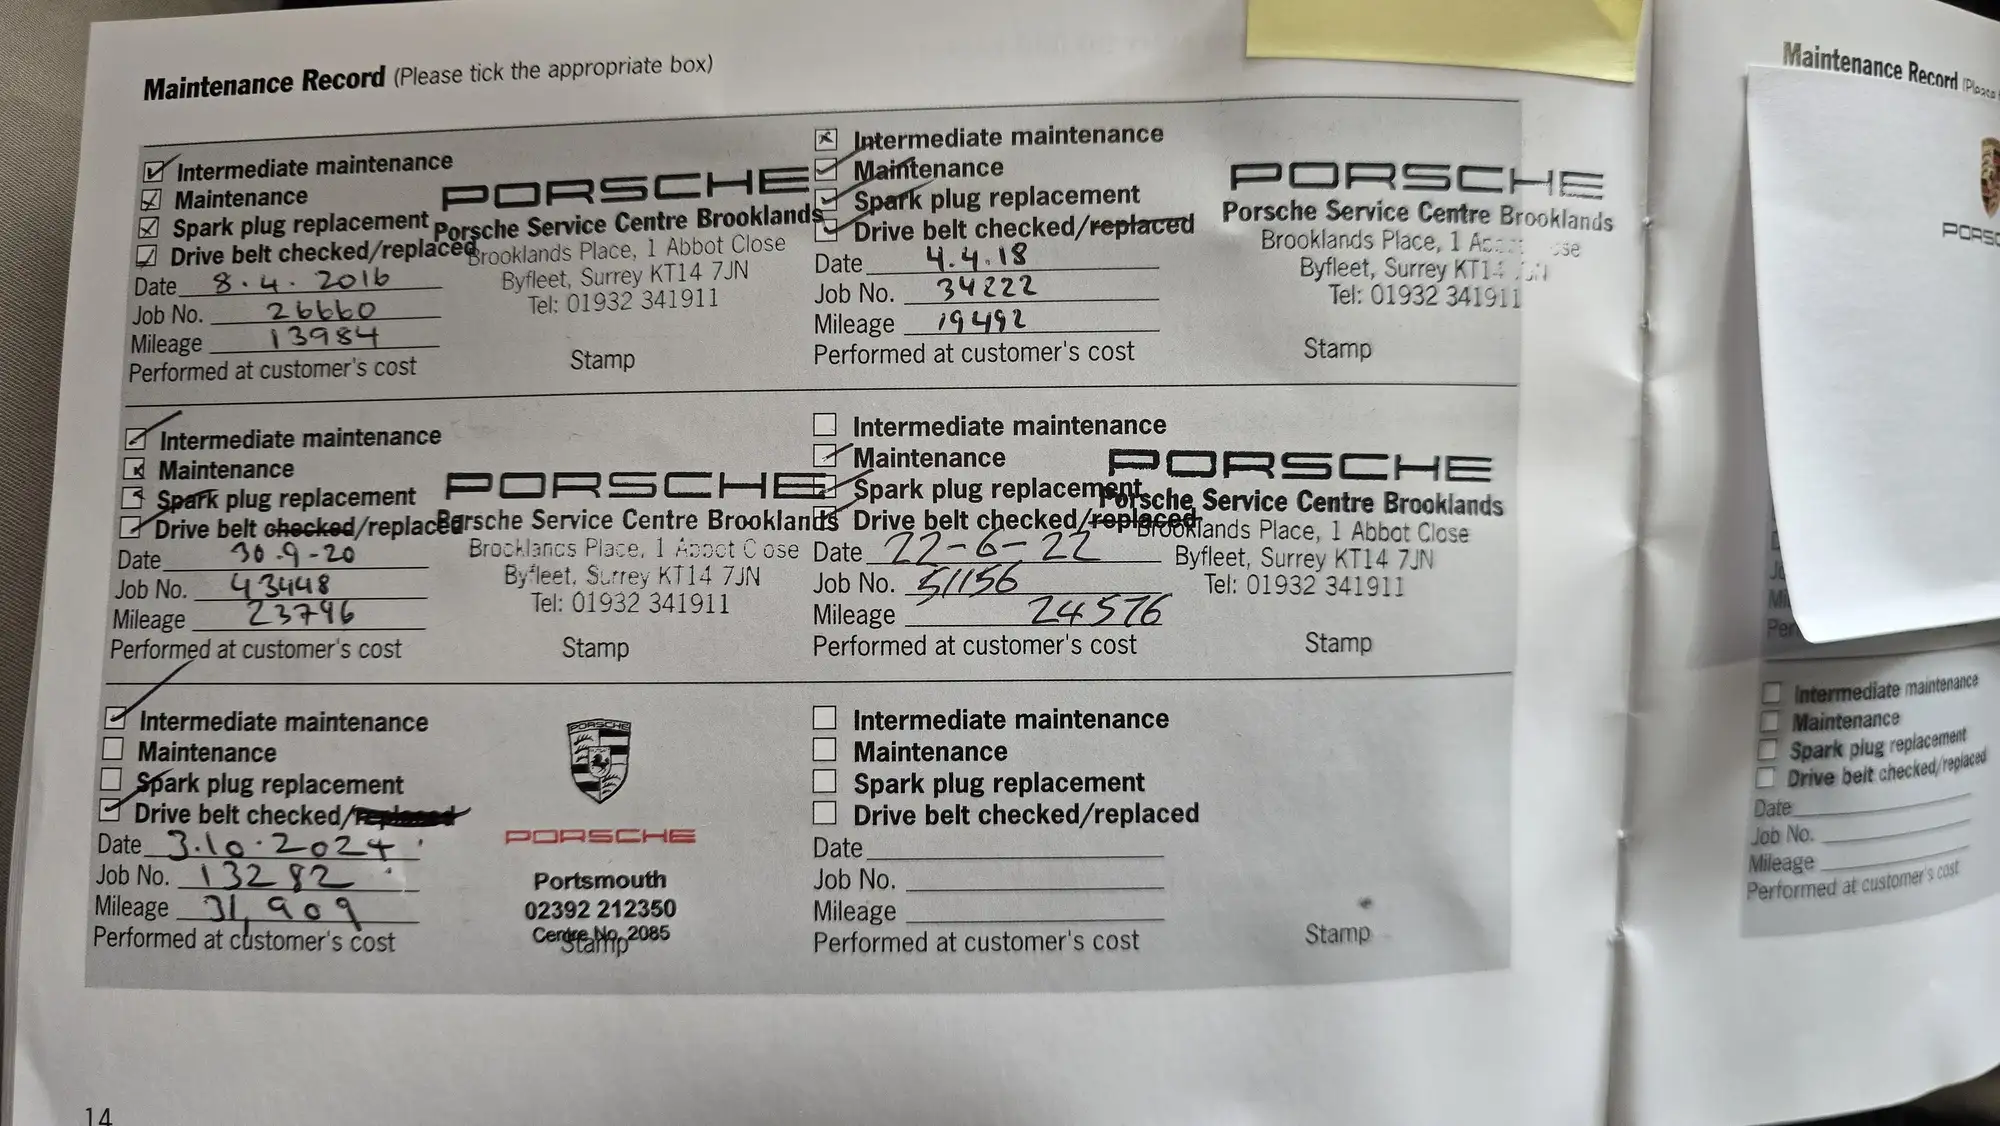 Maintenance Record (Please tick the appropriate box)
Intermediate maintenance
Maintenance
Spark plug replacement
Drive belt checked/replaced
Date 8.4.2016
Job No. 26660
Mileage 13984
Performed at customer's cost
PORSCHE
Porsche Service Centre Brooklands
Brooklands Place, 1 Abbot Close
Byfleet, Surrey KT14 7JN
Tel: 01932 341911
Stamp
Intermediate maintenance
Maintenance
Spark plug replacement
Drive belt checked/replaced
Date 4.4.18
Job No. 34222
Mileage 19492
Performed at customer's cost
PORSCHE
Porsche Service Centre Brooklands
Brooklands Place, 1
Byfleet, Surrey
Tel: 01932 341911
Stamp
Intermediate maintenance
Maintenance
Spark plug replacement
Drive belt checked/replaced
Date 30.9-20
Job No. 43448
Mileage 23796
Performed at customer's cost
PORSCHE
Porsche Service Centre Brooklands
Brooklands Place, 1 Abbot Close
Byfleet, Surrey KT14 7JN
Tel: 01932 341911
Stamp
Intermediate maintenance
Maintenance
Spark plug replacement
Drive belt checked/replaced
Date 22-6-22
Job No. 51156
Mileage 24576
Performed at customer's cost
PORSCHE
Porsche Service Centre Brooklands
Brooklands Place, 1 Abbot Close
Byfleet, Surrey KT14 7JN
Tel: 01932 341911
Stamp
Intermediate maintenance
Maintenance
Spark plug replacement
Drive belt checked/replaced
Date 3.10.2024
Job No. 13282
Mileage 31,909
Performed at customer's cost
PORSCHE
PORSCHE
Portsmouth
02392 212350
Centre No. 2085
Stamp
Intermediate maintenance
Maintenance
Spark plug replacement
Drive belt checked/replaced
Date
Job No.
Mileage
Performed at customer's cost
Stamp
14
Maintenance Record (Please
Intermediate maintenance
Maintenance
Spark plug replacement
Drive belt checked/replaced
Date
Job No.
Mileage
Performed at customer's cost